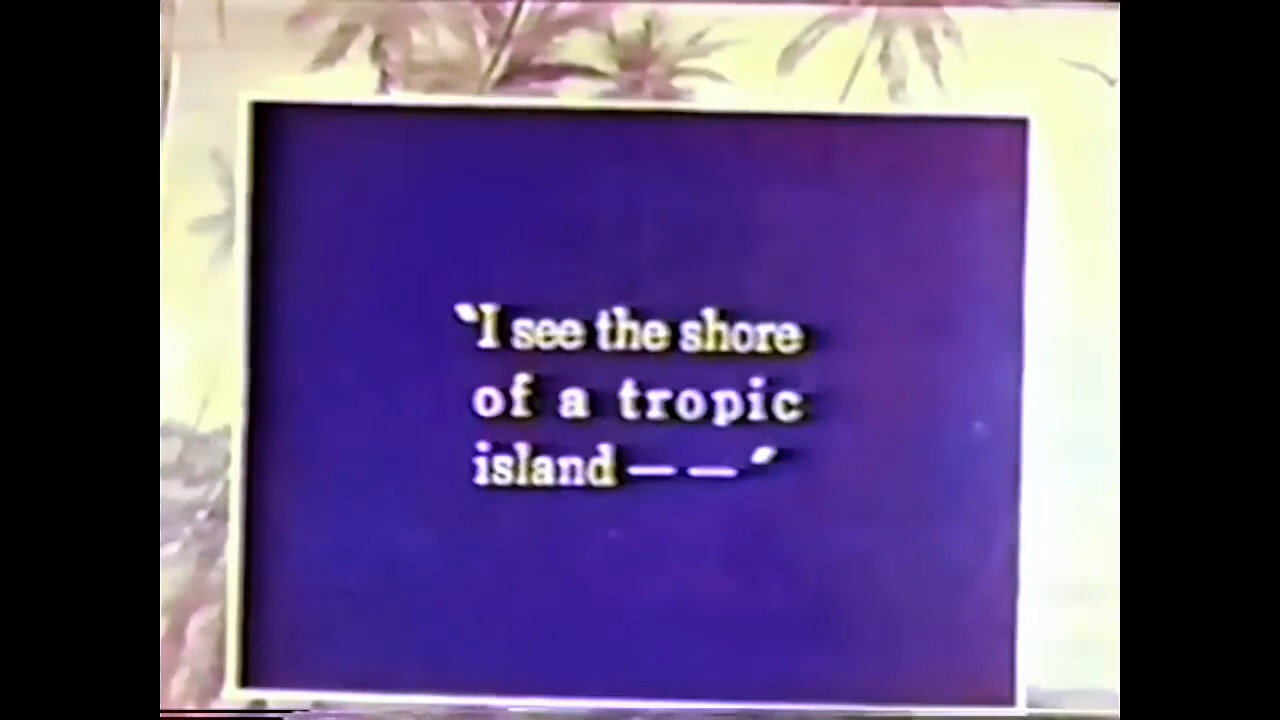 "I see the shore
of a tropic
island — —"